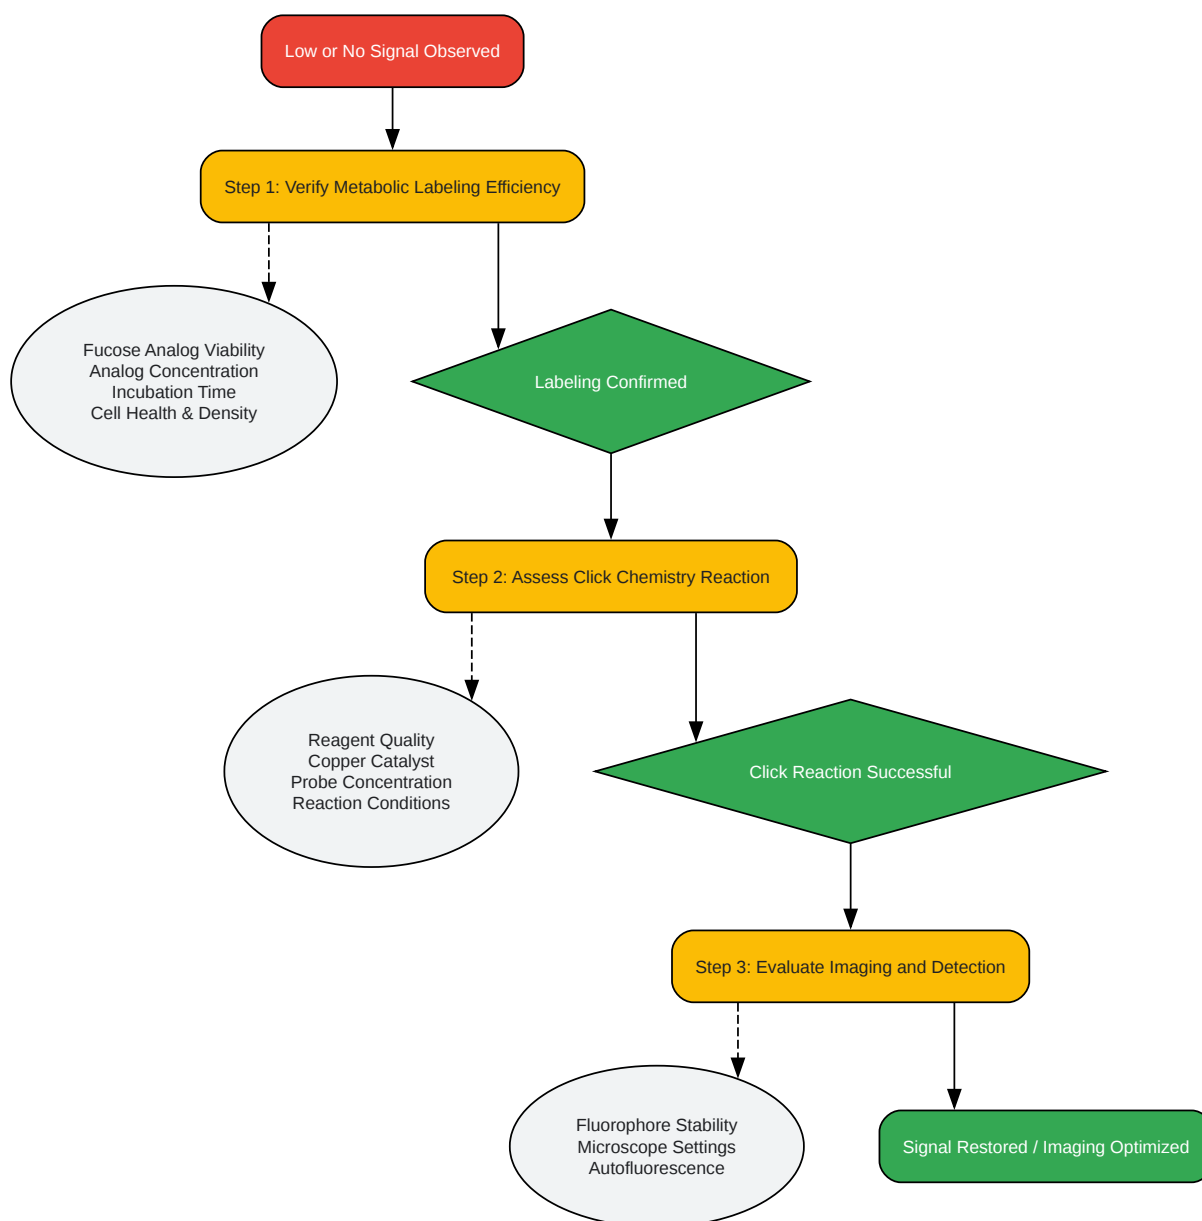 Low or No Signal Observed
Step 1: Verify Metabolic Labeling Efficiency
Fucose Analog Viability
Analog Concentration
Incubation Time
Cell Health & Density
Labeling Confirmed
Step 2: Assess Click Chemistry Reaction
Reagent Quality
Copper Catalyst
Probe Concentration
Reaction Conditions
Click Reaction Successful
Step 3: Evaluate Imaging and Detection
Fluorophore Stability
Microscope Settings
Autofluorescence
Signal Restored / Imaging Optimized